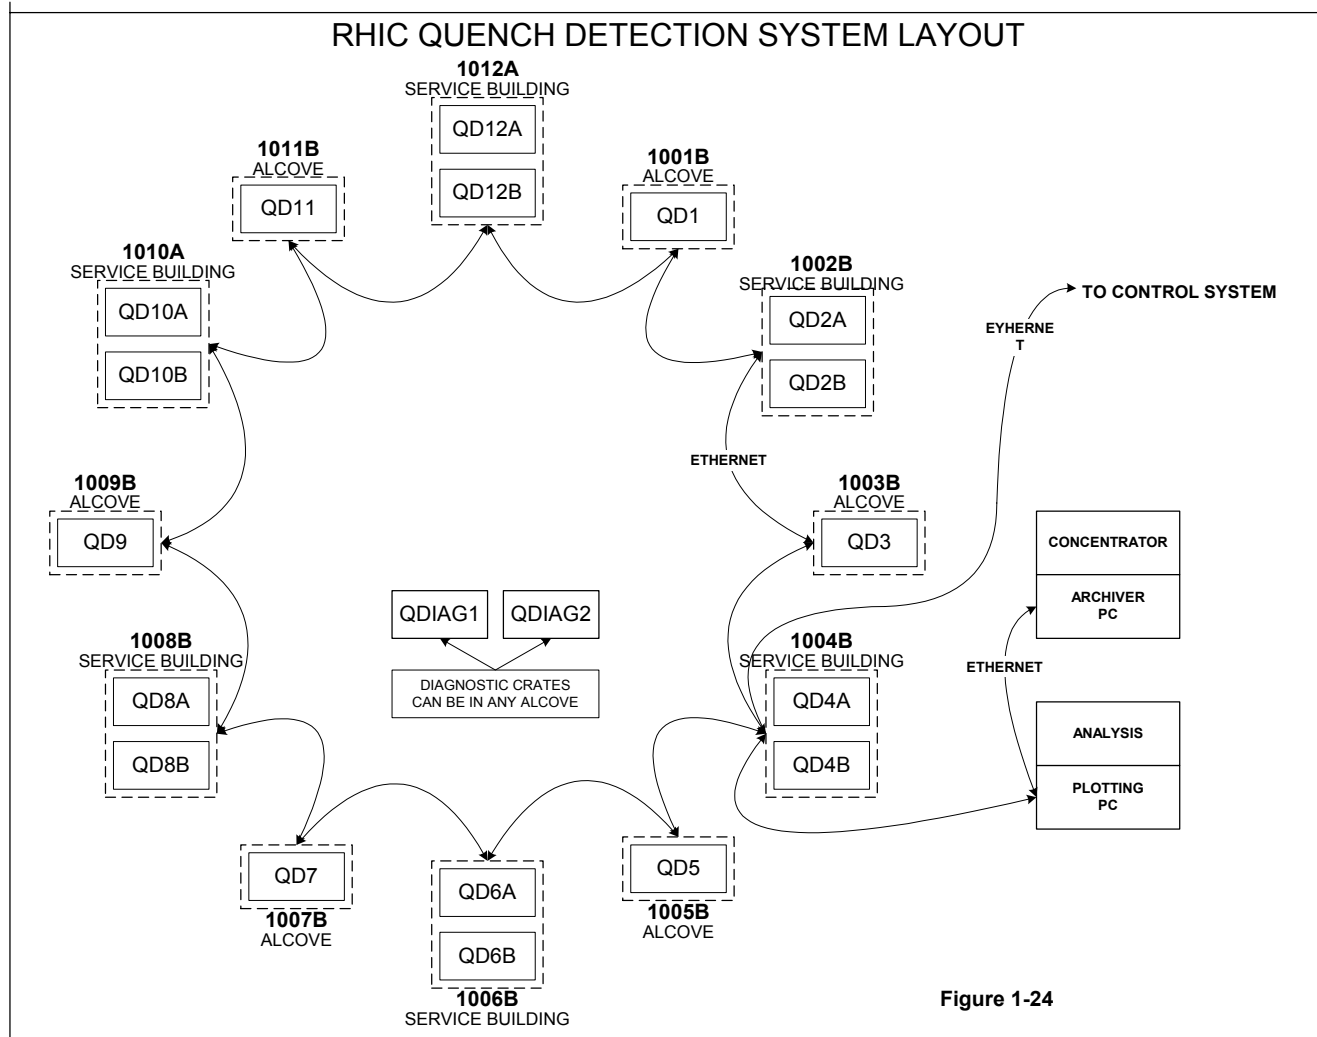 RHIC QUENCH DETECTION SYSTEM LAYOUT
1012A
SERVICE BUILDING
QD12A
QD12B
1011B
ALCOVE
QD11
1001B
ALCOVE
QD1
1010A
SERVICE BUILDING
QD10A
QD10B
1002B
SERVICE BUILDING
QD2A
QD2B
TO CONTROL SYSTEM
EYHERNE
T
ETHERNET
1009B
ALCOVE
QD9
1003B
ALCOVE
QD3
CONCENTRATOR
ARCHIVER
PC
QDIAG1
QDIAG2
DIAGNOSTIC CRATES
CAN BE IN ANY ALCOVE
1008B
SERVICE BUILDING
QD8A
QD8B
1004B
SERVICE BUILDING
QD4A
QD4B
ETHERNET
ANALYSIS
PLOTTING
PC
QD7
1007B
ALCOVE
QD6A
QD6B
1006B
SERVICE BUILDING
QD5
1005B
ALCOVE
Figure 1-24